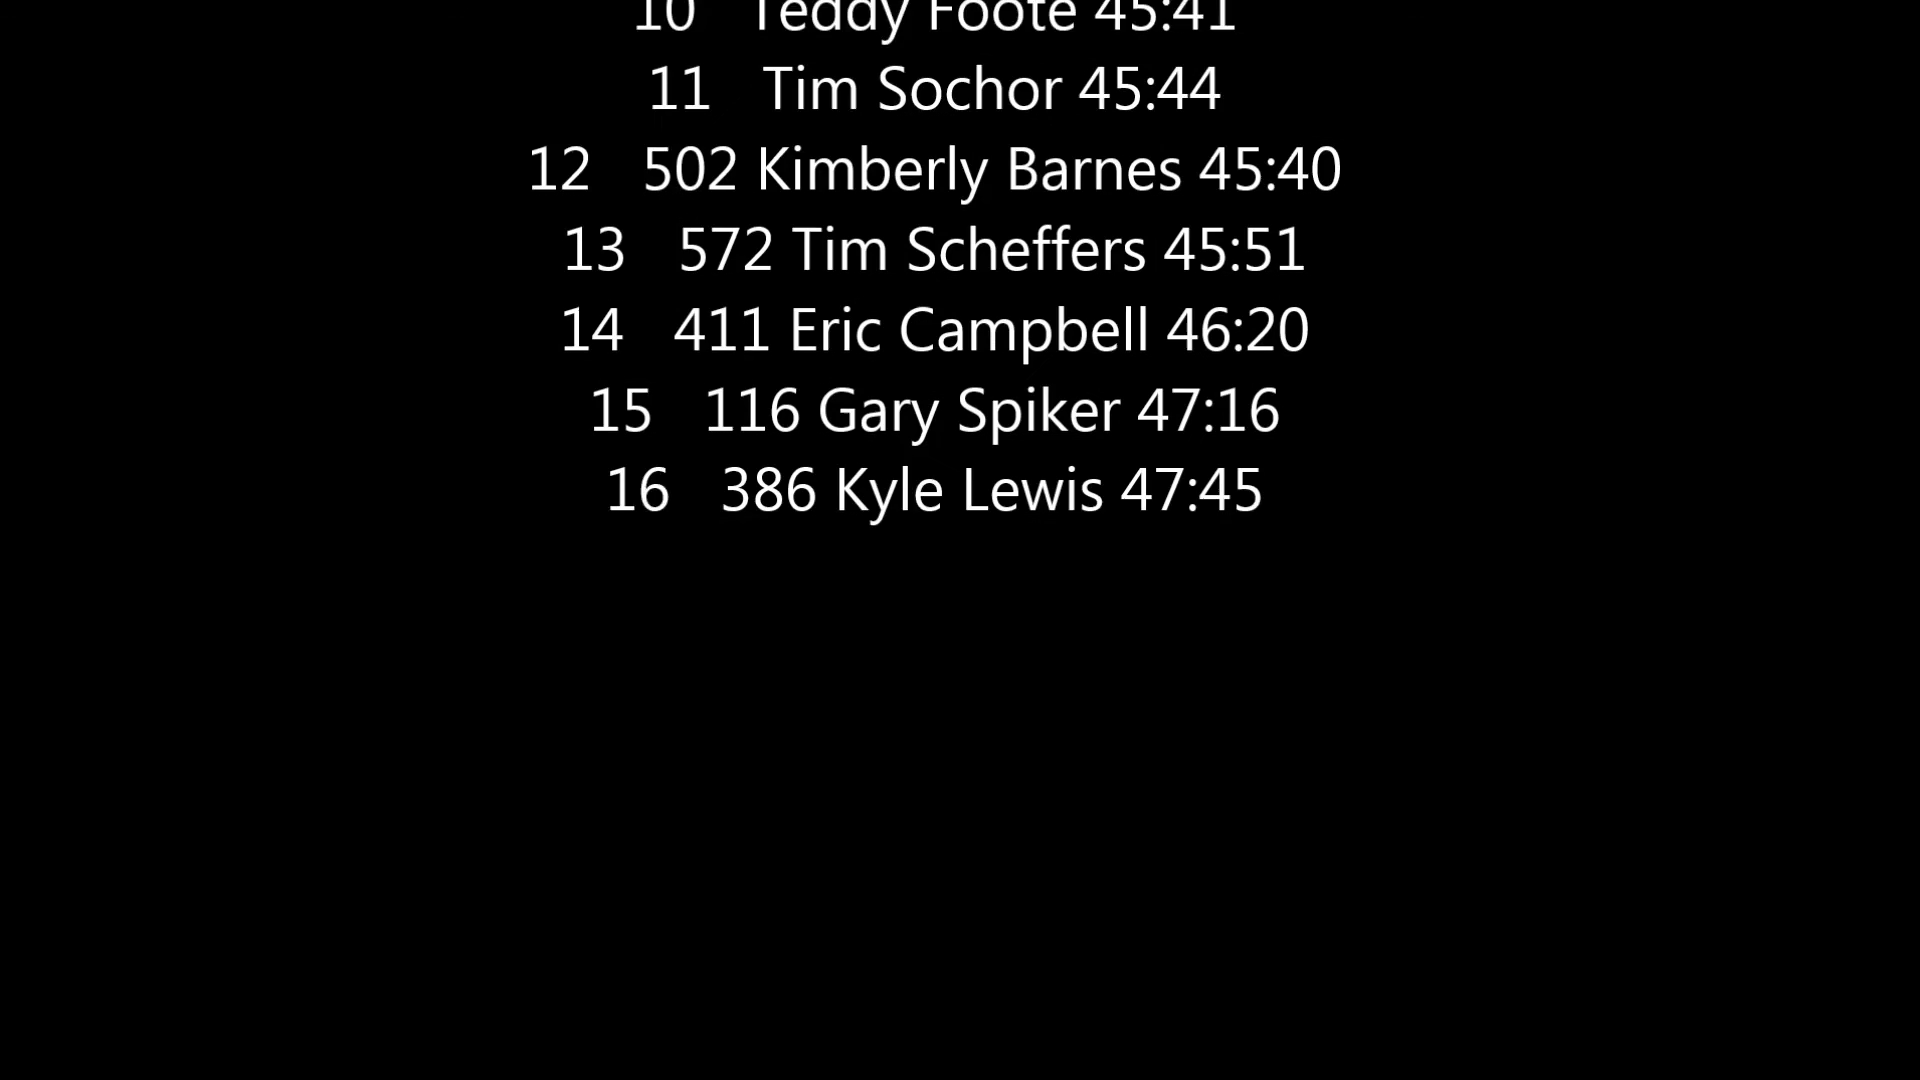 10 Teddy Foote 45:41
11 Tim Sochor 45:44
12 502 Kimberly Barnes 45:40
13 572 Tim Scheffers 45:51
14 411 Eric Campbell 46:20
15 116 Gary Spiker 47:16
16 386 Kyle Lewis 47:45